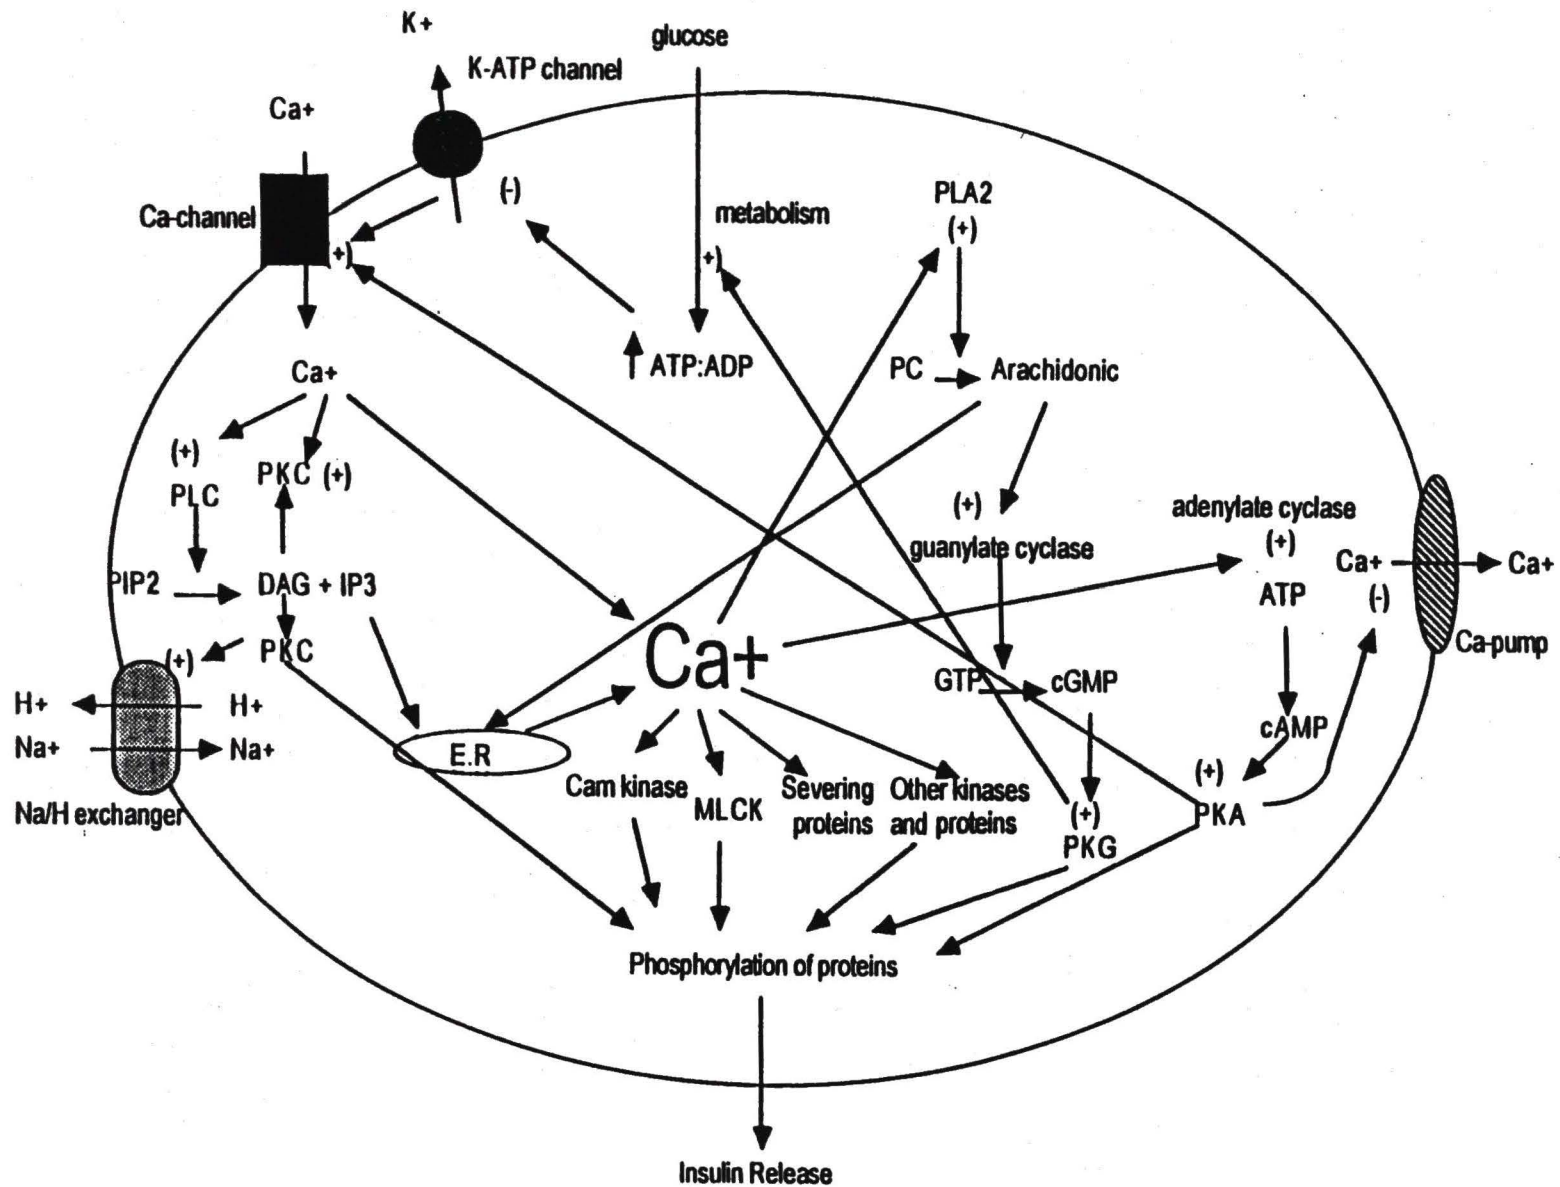 K+
glucose
K-ATP channel
Ca+
(-)
PLA2
(+)
Ca-channel
metabolism
+)
+)
Ca+
ATP:ADP
PC
Arachidonic
(+)
PKC (+)
PLC
(+)
guanylate cyclase
adenylate cyclase
(+)
Ca+
Ca+
PIP2
DAG + IP3
ATP
(-)
Ca-pump
(+)
PKC
Ca+
GTP
cGMP
H+
H+
Na+
Na+
Na/H exchanger
E.R
cAMP
(+)
PKA
Cam kinase
MLCK
Severing
proteins
Other kinases
and proteins
(+)
PKG
Phosphorylation of proteins
Insulin Release